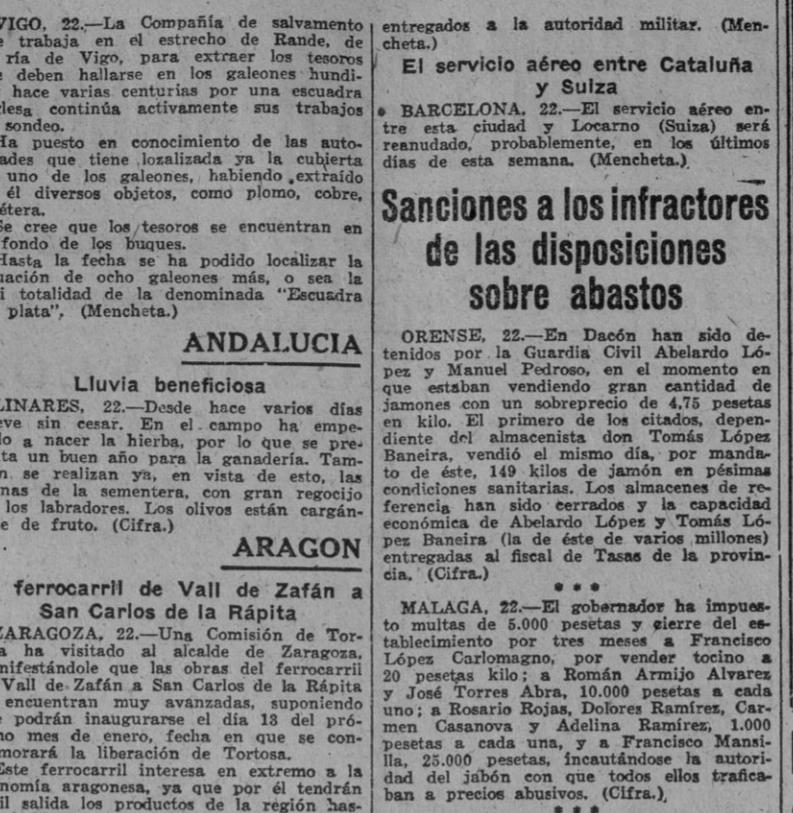 VIGO, 22.—La Compañía de salvamento
trabaja en el estrecho de Rande, de
ría de Vigo, para extraer los tesoros
deben hallarse en los galeones hundi-
hace varias centurias por una escuadra
lesa continúa activamente sus trabajos
sondeo.
Ha puesto en conocimiento de las auto-
ades que tiene lozalizada ya la cubierta
uno de los galeones, habiendo extraído
él diversos objetos, como plomo, cobre,
étera.
Se cree que los tesoros se encuentran en
fondo de los buques.
Hasta la fecha se ha podido localizar la
uación de ocho galeones más, o sea la
i totalidad de la denominada "Escuadra
plata". (Mencheta.)
ANDALUCIA
Lluvia beneficiosa
LINARES, 22.—Desde hace varios días
eve sin cesar. En el campo ha empe-
o a nacer la hierba, por lo que se pre-
ta un buen año para la ganadería. Tam-
n se realizan ya, en vista de esto, las
nas de la sementera, con gran regocijo
los labradores. Los olivos están cargán-
e de fruto. (Cifra.)
ARAGON
ferrocarril de Vall de Zafán a
San Carlos de la Rápita
ZARAGOZA, 22.—Una Comisión de Tor-
a ha visitado al alcalde de Zaragoza,
nifestándole que las obras del ferrocarril
Vall de Zafán a San Carlos de la Rápita
encuentran muy avanzadas, suponiendo
podrán inaugurarse el día 13 del pró-
mo mes de enero, fecha en que se con-
morará la liberación de Tortosa.
Este ferrocarril interesa en extremo a la
nomía aragonesa, ya que por él tendrán
il salida los productos de la región has-
entregados a la autoridad militar. (Men-
cheta.)
El servicio aéreo entre Cataluña
y Suiza
BARCELONA, 22.—El servicio aéreo en-
tre esta ciudad y Locarno (Suiza) será
reanudado, probablemente, en los últimos
días de esta semana. (Mencheta.)
Sanciones a los infractores
de las disposiciones
sobre abastos
ORENSE, 22.—En Dacón han sido de-
tenidos por la Guardia Civil Abelardo Ló-
pez y Manuel Pedroso, en el momento en
que estaban vendiendo gran cantidad de
jamones con un sobreprecio de 4,75 pesetas
en kilo. El primero de los citados, depen-
diente del almacenista don Tomás López
Baneira, vendió el mismo día, por manda-
to de éste, 149 kilos de jamón en pésimas
condiciones sanitarias. Los almacenes de re-
ferencia han sido cerrados y la capacidad
económica de Abelardo López y Tomás Ló-
pez Baneira (la de éste de varios millones)
entregadas al fiscal de Tasas de la provin-
cia. (Cifra.)
* * *
MALAGA, 22.—El gobernador ha impues-
to multas de 5.000 pesetas y cierre del es-
tablecimiento por tres meses a Francisco
López Carlomagno, por vender tocino a
20 pesetas kilo; a Román Armijo Alvarez
y José Torres Abra, 10.000 pesetas a cada
uno; a Rosario Rojas, Dolores Ramírez, Car-
men Casanova y Adelina Ramírez, 1.000
pesetas a cada una, y a Francisco Mansi-
lla, 25.000 pesetas, incautándose la autori-
dad del jabón con que todos ellos trafica-
ban a precios abusivos. (Cifra.)
* * *